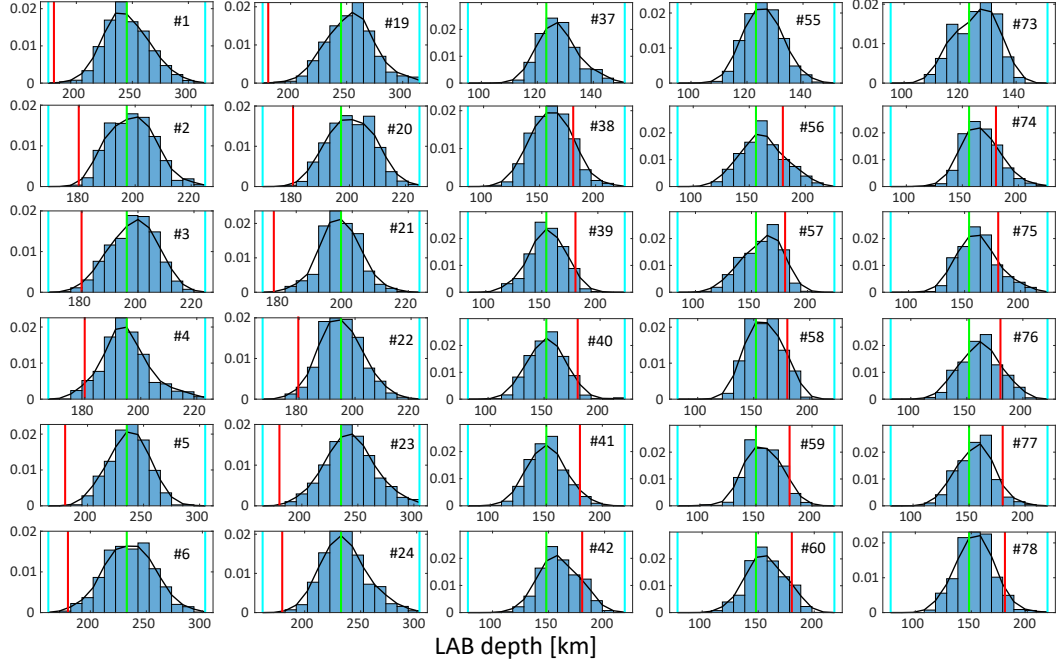 0.02 0.01 0 #1 200 250 300
0.02 0.01 0 #19 200 250 300
0.02 0.01 0 #37 100 120 140
0.02 0.01 0 #55 100 120 140
0.02 0.01 0 #73 100 120 140
0.02 0.01 0 #2 180 200 220
0.02 0.01 0 #20 180 200 220
0.02 0.01 0 #38 100 150 200
0.02 0.01 0 #56 100 150 200
0.02 0.01 0 #74 100 150 200
0.02 0.01 0 #3 180 200 220
0.02 0.01 0 #21 180 200 220
0.02 0.01 0 #39 100 150 200
0.02 0.01 0 #57 100 150 200
0.02 0.01 0 #75 100 150 200
0.02 0.01 0 #4 180 200 220
0.02 0.01 0 #22 180 200 220
0.02 0.01 0 #40 100 150 200
0.02 0.01 0 #58 100 150 200
0.02 0.01 0 #76 100 150 200
0.02 0.01 0 #5 200 250 300
0.02 0.01 0 #23 200 250 300
0.02 0.01 0 #41 100 150 200
0.02 0.01 0 #59 100 150 200
0.02 0.01 0 #77 100 150 200
0.02 0.01 0 #6 200 250 300
0.02 0.01 0 #24 200 250 300
0.02 0.01 0 #42 100 150 200
0.02 0.01 0 #60 100 150 200
0.02 0.01 0 #78 100 150 200
LAB depth [km]